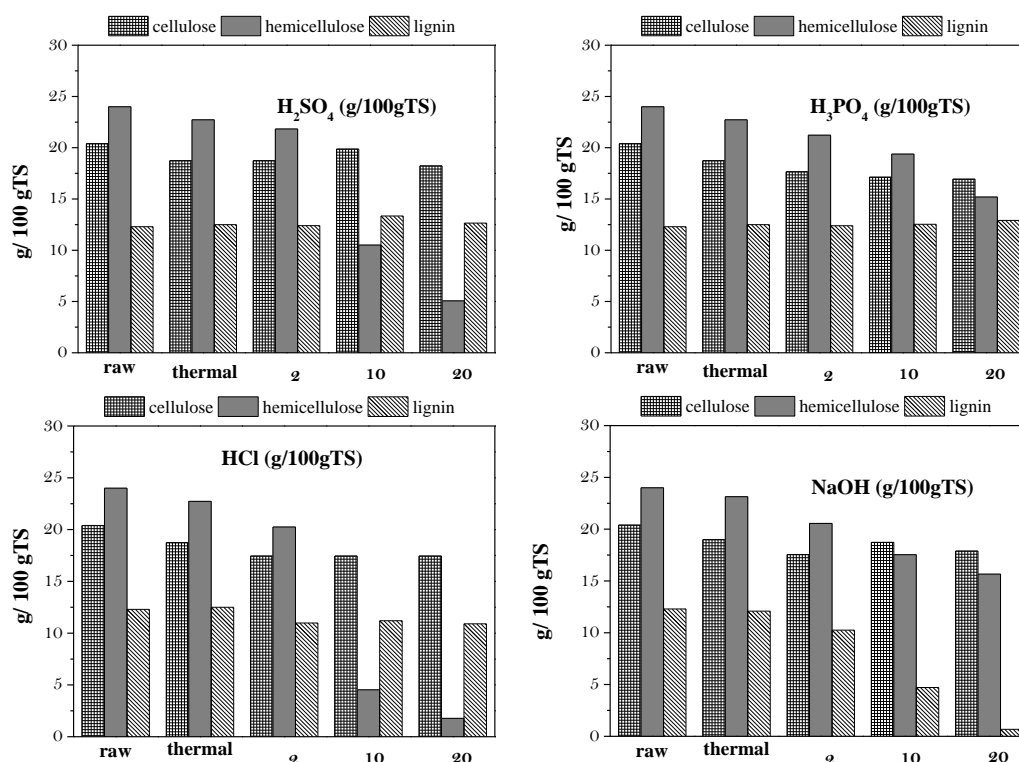 cellulose hemicellulose lignin
30
25
20
15
10
5
0
g/ 100 gTS
H₂SO₄ (g/100gTS)
raw thermal 2 10 20
cellulose hemicellulose lignin
30
25
20
15
10
5
0
g/ 100 gTS
H₃PO₄ (g/100gTS)
raw thermal 2 10 20
cellulose hemicellulose lignin
30
25
20
15
10
5
0
g/ 100 gTS
HCl (g/100gTS)
raw thermal 2 10 20
cellulose hemicellulose lignin
30
25
20
15
10
5
0
g/ 100 gTS
NaOH (g/100gTS)
raw thermal 2 10 20